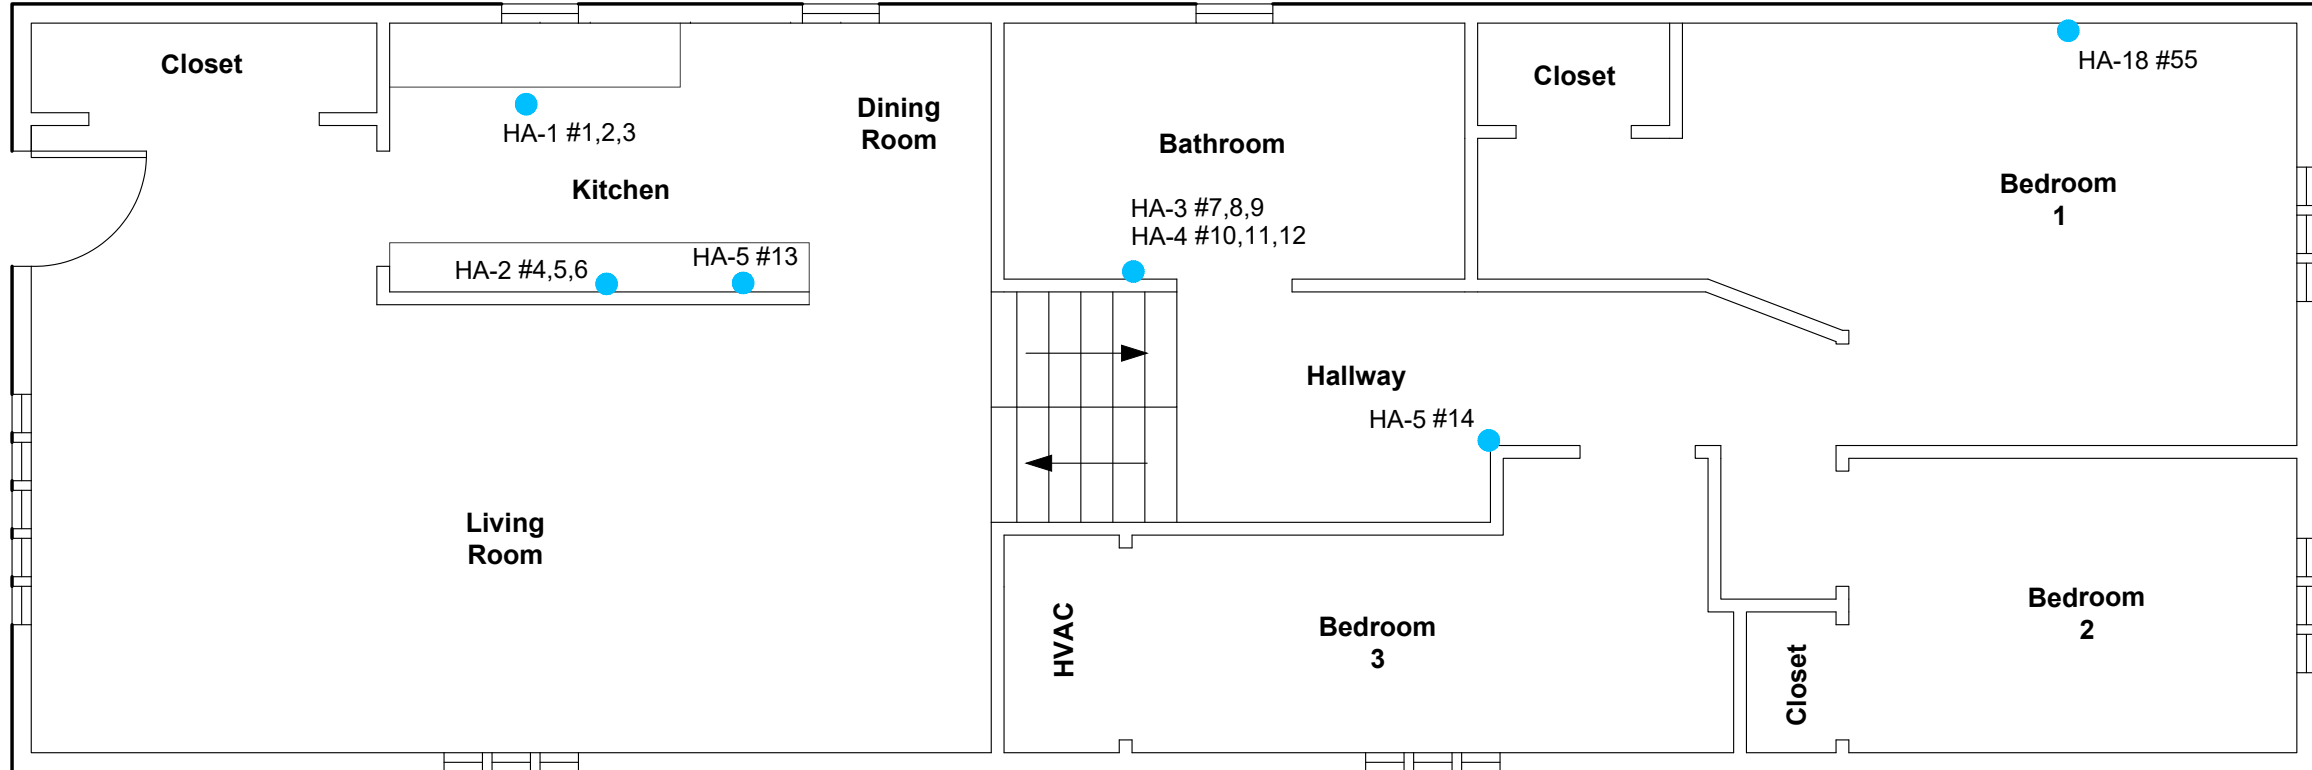 Closet
HA-1 #1,2,3
Kitchen
Dining
Room
HA-2 #4,5,6
HA-5 #13
Living
Room
Bathroom
HA-3 #7,8,9
HA-4 #10,11,12
Hallway
HA-5 #14
HVAC
Bedroom
3
Closet
HA-18 #55
Bedroom
1
Closet
Bedroom
2